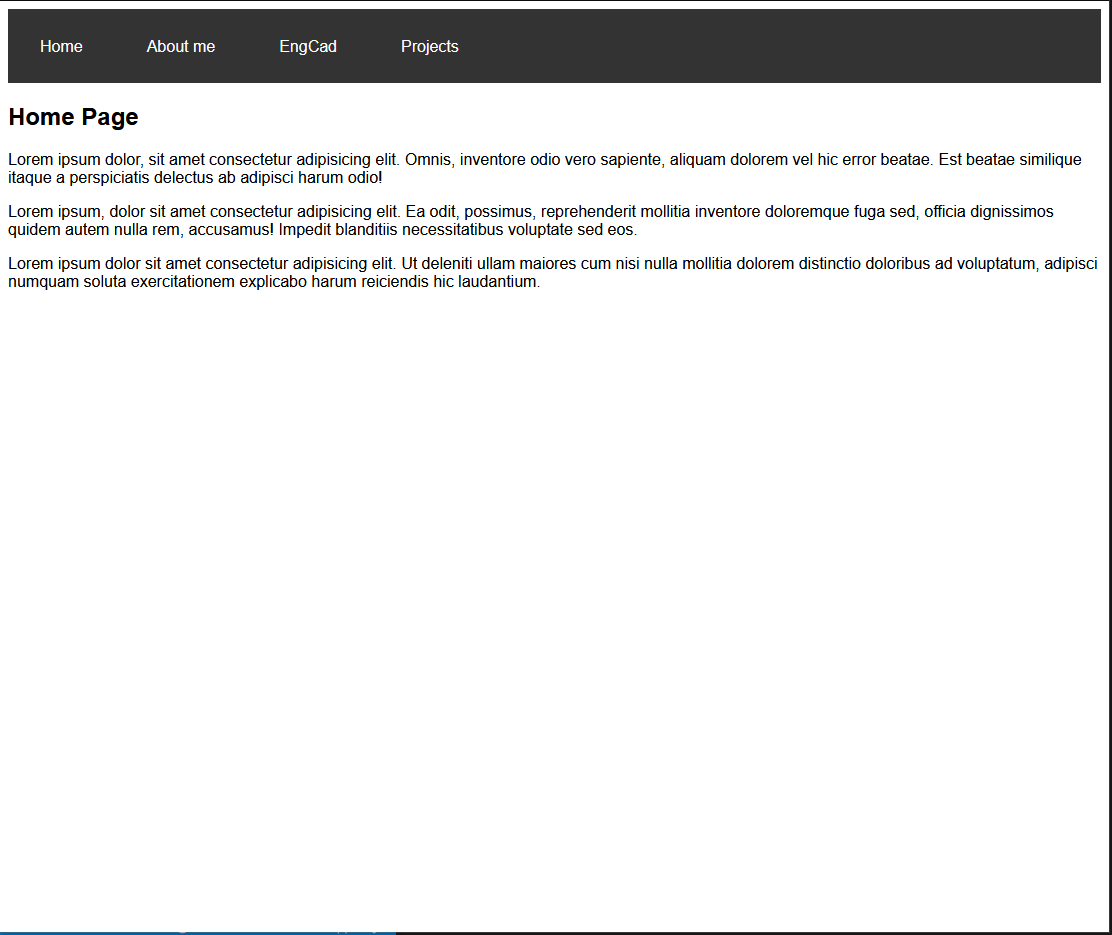 Home About me EngCad Projects
Home Page
Lorem ipsum dolor, sit amet consectetur adipisicing elit. Omnis, inventore odio vero sapiente, aliquam dolorem vel hic error beatae. Est beatae similique
itaque a perspiciatis delectus ab adipisci harum odio!
Lorem ipsum, dolor sit amet consectetur adipisicing elit. Ea odit, possimus, reprehenderit mollitia inventore doloremque fuga sed, officia dignissimos
quidem autem nulla rem, accusamus! Impedit blanditiis necessitatibus voluptate sed eos.
Lorem ipsum dolor sit amet consectetur adipisicing elit. Ut deleniti ullam maiores cum nisi nulla mollitia dolorem distinctio doloribus ad voluptatum, adipisci
numquam soluta exercitationem explicabo harum reiciendis hic laudantium.